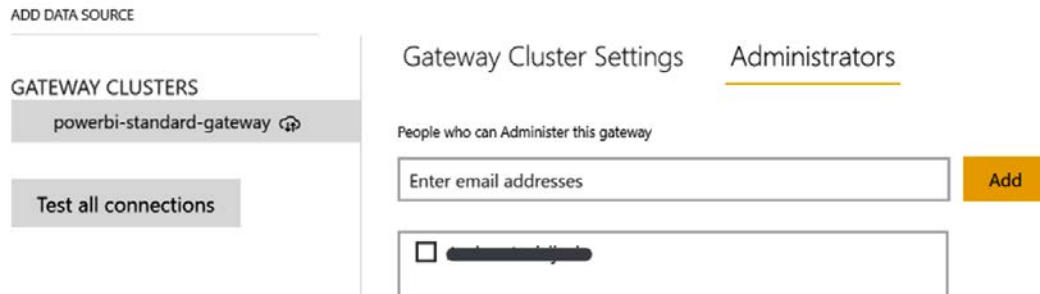 ADD DATA SOURCE
GATEWAY CLUSTERS
powerbi-standard-gateway
Test all connections
Gateway Cluster Settings Administrators
People who can Administer this gateway
Enter email addresses Add